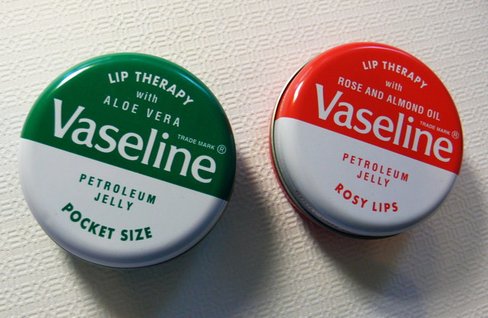 LIP THERAPY
with
ALOE VERA
Vaseline®
TRADE MARK
PETROLEUM
JELLY
POCKET SIZE
LIP THERAPY
with
ROSE AND ALMOND OIL
Vaseline®
TRADE MARK
PETROLEUM
JELLY
ROSY LIPS